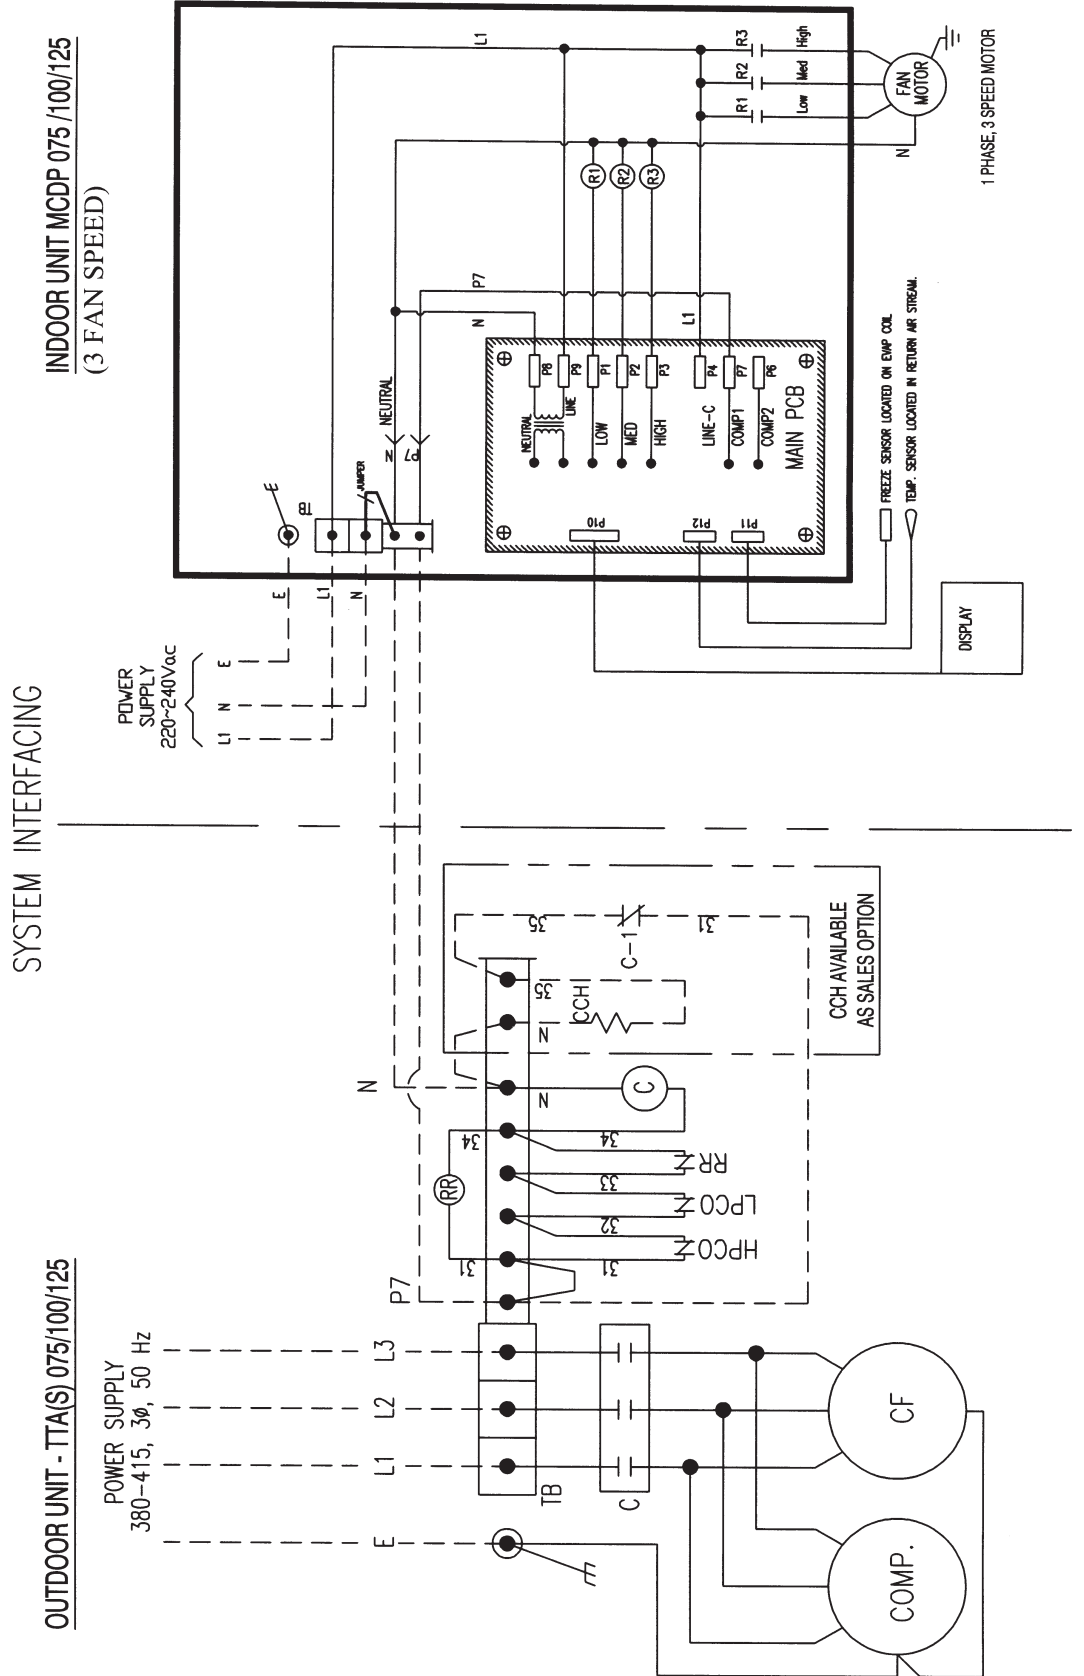 SYSTEM INTERFACING
OUTDOOR UNIT - TTA(S) 075/100/125
INDOOR UNIT MCDP 075 /100/125
(3 FAN SPEED)
POWER SUPPLY
380-415, 3ø, 50 Hz
E
L1
L2
L3
P7
N
TB
C
COMP.
CF
31
34
RR
31
32
33
34
N
HPCO
LPCO
RR
C
N
35
CCH
35
31
C-1
CCH AVAILABLE
AS SALES OPTION
POWER
SUPPLY
220~240Vac
L1
N
E
E
L1
N
E
TB
JUMPER
NEUTRAL
N
P7
L1
N
P7
L1
NEUTRAL
LINE
LOW
MED
HIGH
LINE-C
COMP1
COMP2
MAIN PCB
P8
P9
P1
P2
P3
P4
P7
P6
P10
P12
P11
R1
R2
R3
R1
R2
R3
Low
Med
High
N
FAN
MOTOR
1 PHASE, 3 SPEED MOTOR
FREEZE SENSOR LOCATED ON EVAP COIL
TEMP. SENSOR LOCATED IN RETURN AIR STREAM.
DISPLAY